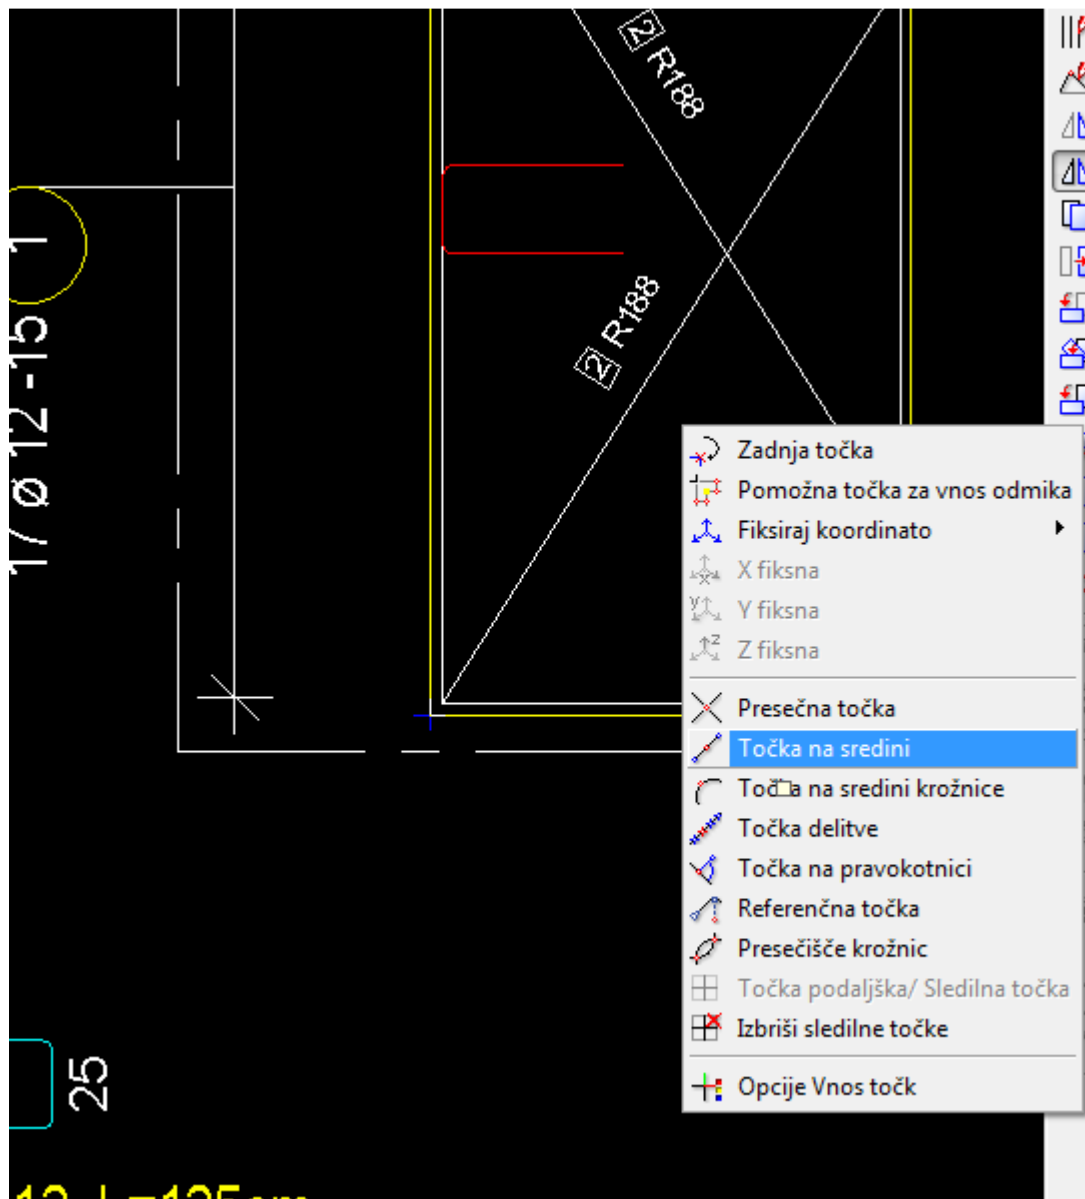 2 R188
2 R188
1
17 ø 12 - 15
25
Zadnja točka
Pomožna točka za vnos odmika
Fiksiraj koordinato
X fiksna
Y fiksna
Z fiksna
Presečna točka
Točka na sredini
Točka na sredini krožnice
Točka delitve
Točka na pravokotnici
Referenčna točka
Presečišče krožnic
Točka podaljška/ Sledilna točka
Izbriši sledilne točke
Opcije Vnos točk